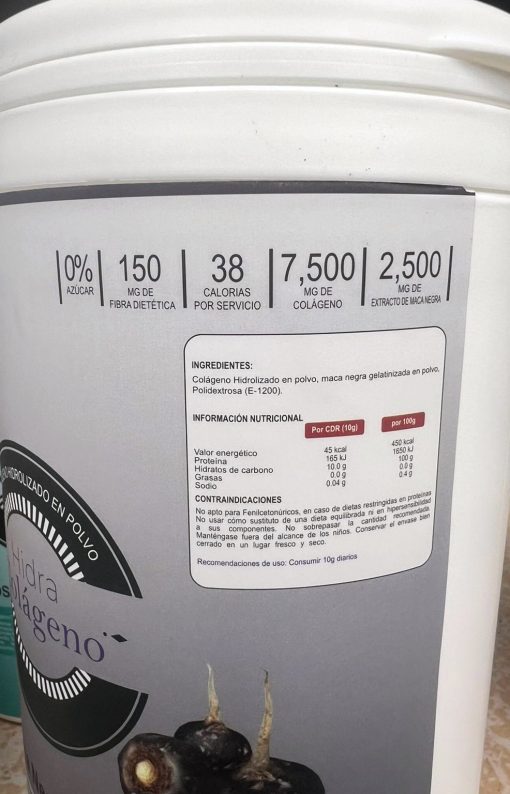 0%
AZÚCAR
150
MG DE
FIBRA DIETÉTICA
38
CALORIAS
POR SERVICIO
7,500
MG DE
COLÁGENO
2,500
MG DE
EXTRACTO DE MACA NEGRA
INGREDIENTES:
Colágeno Hidrolizado en polvo, maca negra gelatinizada en polvo,
Polidextrosa (E-1200).
INFORMACIÓN NUTRICIONAL
Por CDR (10g) por 100g
Valor energético 45 kcal 450 kcal
165 kJ 1650 kJ
Proteína 10.0 g 100 g
Hidratos de carbono 0.0 g 0.0 g
Grasas 0.04 g 0.4 g
Sodio
CONTRAINDICACIONES
No apto para Fenilcetonúricos, en caso de dietas restringidas en proteínas
No usar cómo sustituto de una dieta equilibrada ni en hipersensibilidad
a sus componentes. No sobrepasar la cantidad recomendada.
Manténgase fuera del alcance de los niños. Conservar el envase bien
cerrado en un lugar fresco y seco.
Recomendaciones de uso: Consumir 10g diarios
HIDROLIZADO EN POLVO
Hidra
lágeno